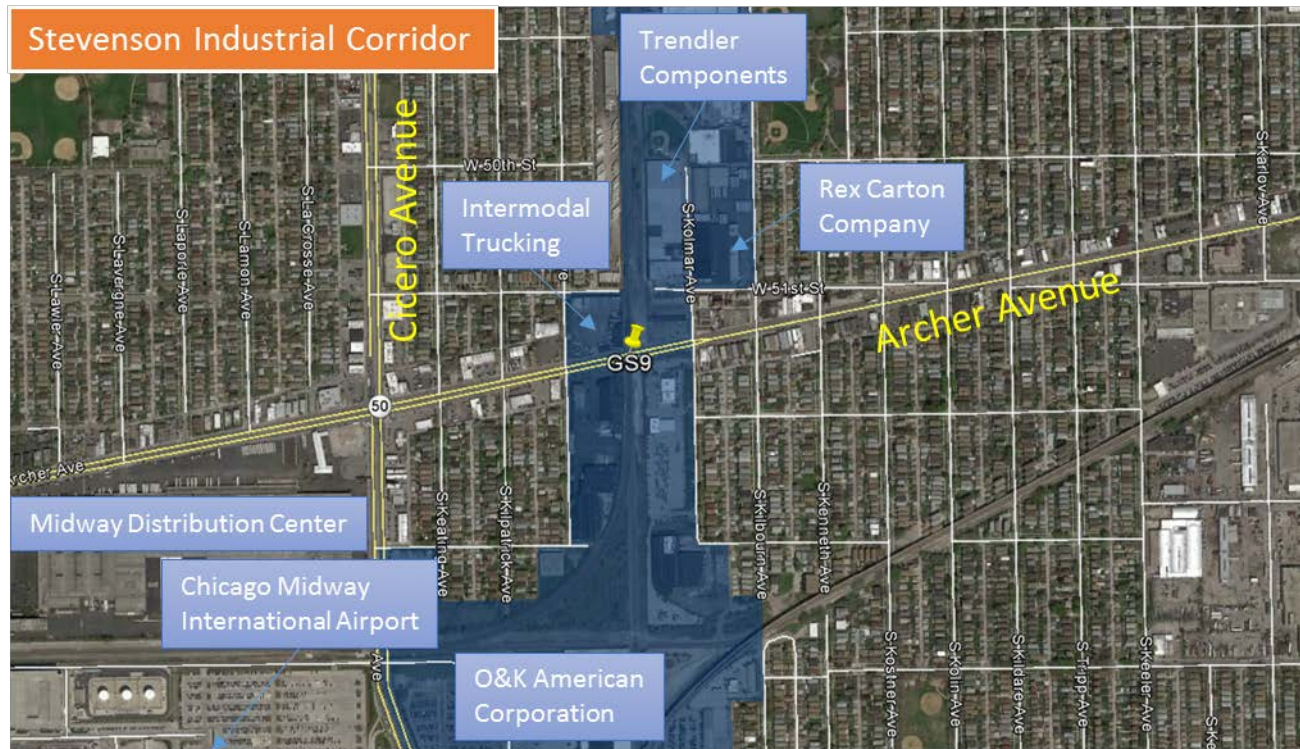 Stevenson Industrial Corridor
Trendler
Components
Cicero Avenue
W 50th St
Intermodal
Trucking
Rex Carton
Company
S Karlov Ave
S Kolmar Ave
S La Crosse Ave
S Lamon Ave
S Laporte Ave
S Lavergne Ave
S Lawler Ave
W 51st St
Archer Avenue
GS9
50
Archer Ave
Midway Distribution Center
S Keating Ave
S Kilpatrick Ave
S Kilbourn Ave
S Kenneth Ave
Chicago Midway
International Airport
Ave
O&K American
Corporation
S Kostner Ave
S Kolin Ave
S Kildare Ave
S Tripp Ave
S Keeler Ave